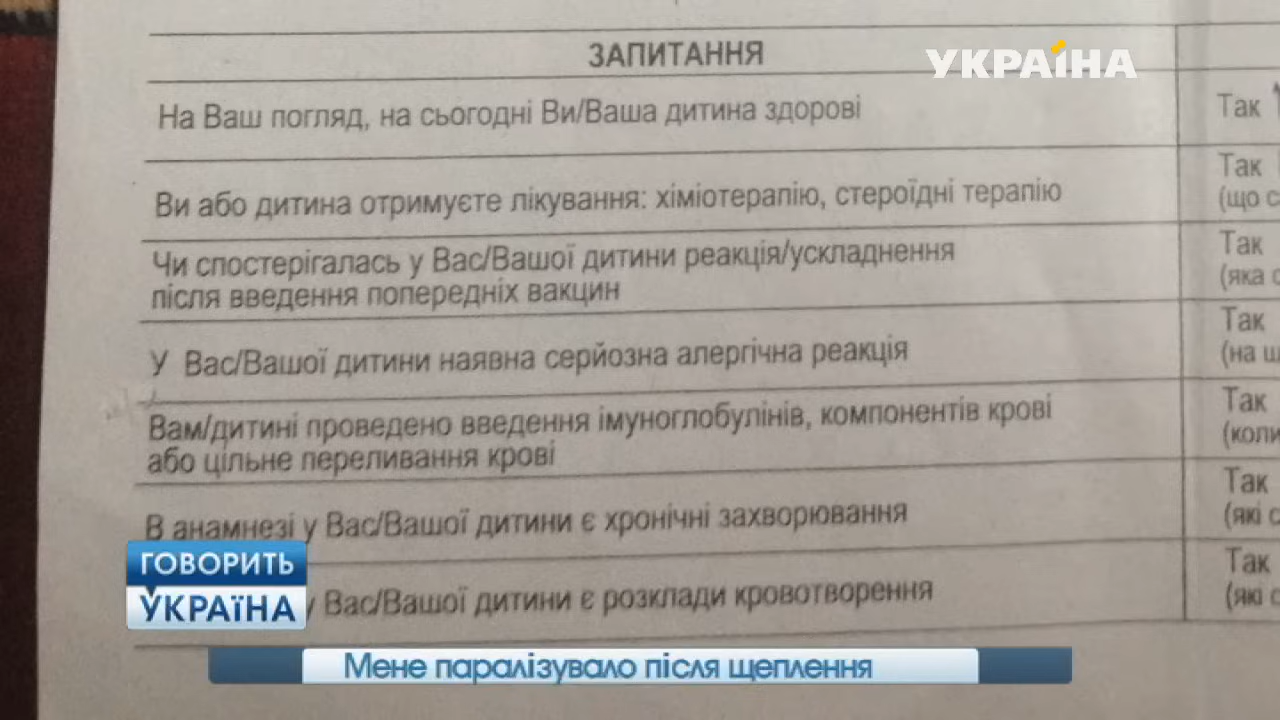 ЗАПИТАННЯ
УКРАЇНА
На Ваш погляд, на сьогодні Ви/Ваша дитина здорові
Так
Ви або дитина отримуєте лікування: хіміотерапію, стероїдні терапію
Так
(що с
Чи спостерігалась у Вас/Вашої дитини реакція/ускладнення
після введення попередніх вакцин
Так
(яка с
У Вас/Вашої дитини наявна серйозна алергічна реакція
Так
(на щ
Вам/дитині проведено введення імуноглобулінів, компонентів крові
або цільне переливання крові
Так
(коли
В анамнезі у Вас/Вашої дитини є хронічні захворювання
Так
(які с
у Вас/Вашої дитини є розклади кровотворення
Так
(які с
ГОВОРИТЬ
УКРАЇНА
Мене паралізувало після щеплення